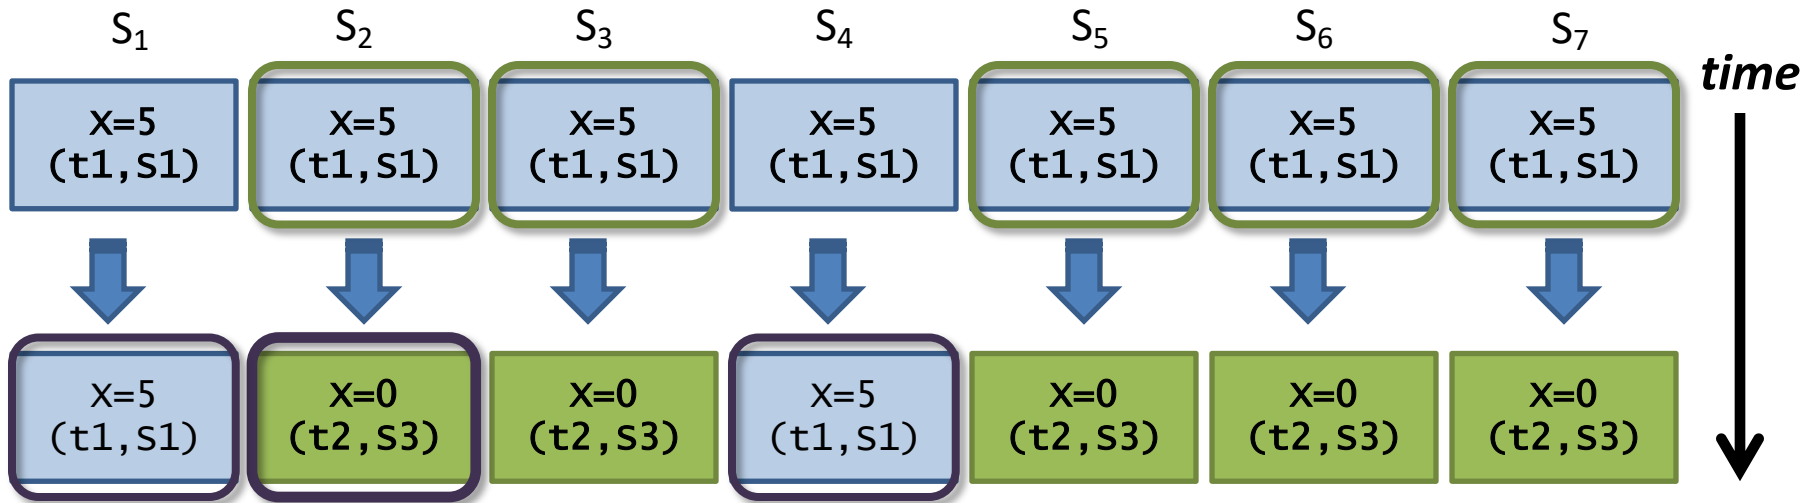 S1 S2 S3 S4 S5 S6 S7
time
x=5 x=5 x=5 x=5 x=5 x=5 x=5
(t1,S1) (t1,S1) (t1,S1) (t1,S1) (t1,S1) (t1,S1) (t1,S1)
x=5 x=0 x=0 x=5 x=0 x=0 x=0
(t1,S1) (t2,S3) (t2,S3) (t1,S1) (t2,S3) (t2,S3) (t2,S3)